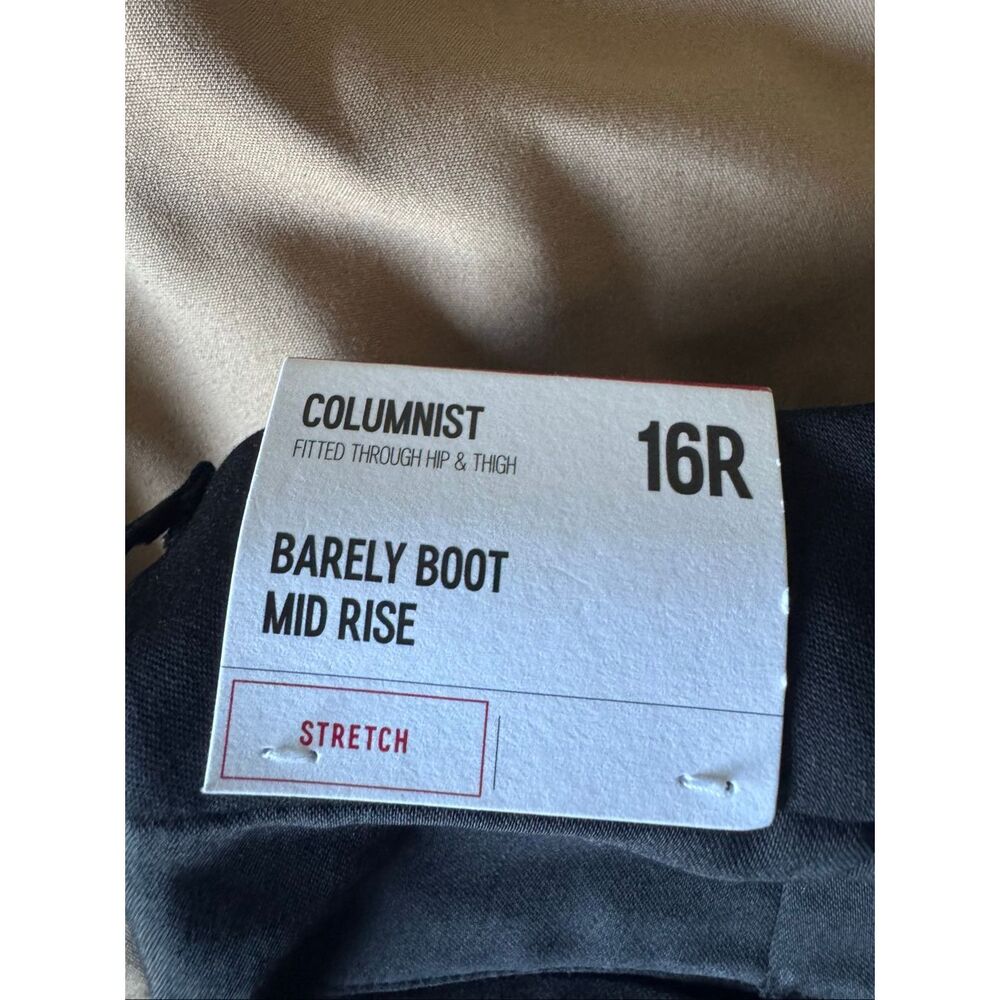 COLUMNIST
FITTED THROUGH HIP & THIGH
16R
BARELY BOOT
MID RISE
STRETCH